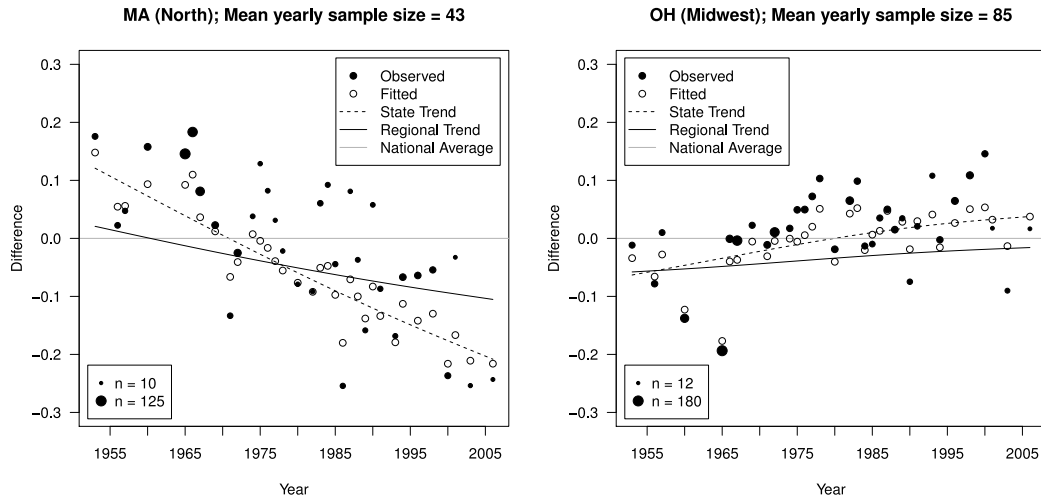 MA (North); Mean yearly sample size = 43
0.3
0.2
0.1
0.0
−0.1
−0.2
−0.3
Difference
Observed
Fitted
State Trend
Regional Trend
National Average
n = 10
n = 125
1955 1965 1975 1985 1995 2005
Year
OH (Midwest); Mean yearly sample size = 85
0.3
0.2
0.1
0.0
−0.1
−0.2
−0.3
Difference
Observed
Fitted
State Trend
Regional Trend
National Average
n = 12
n = 180
1955 1965 1975 1985 1995 2005
Year